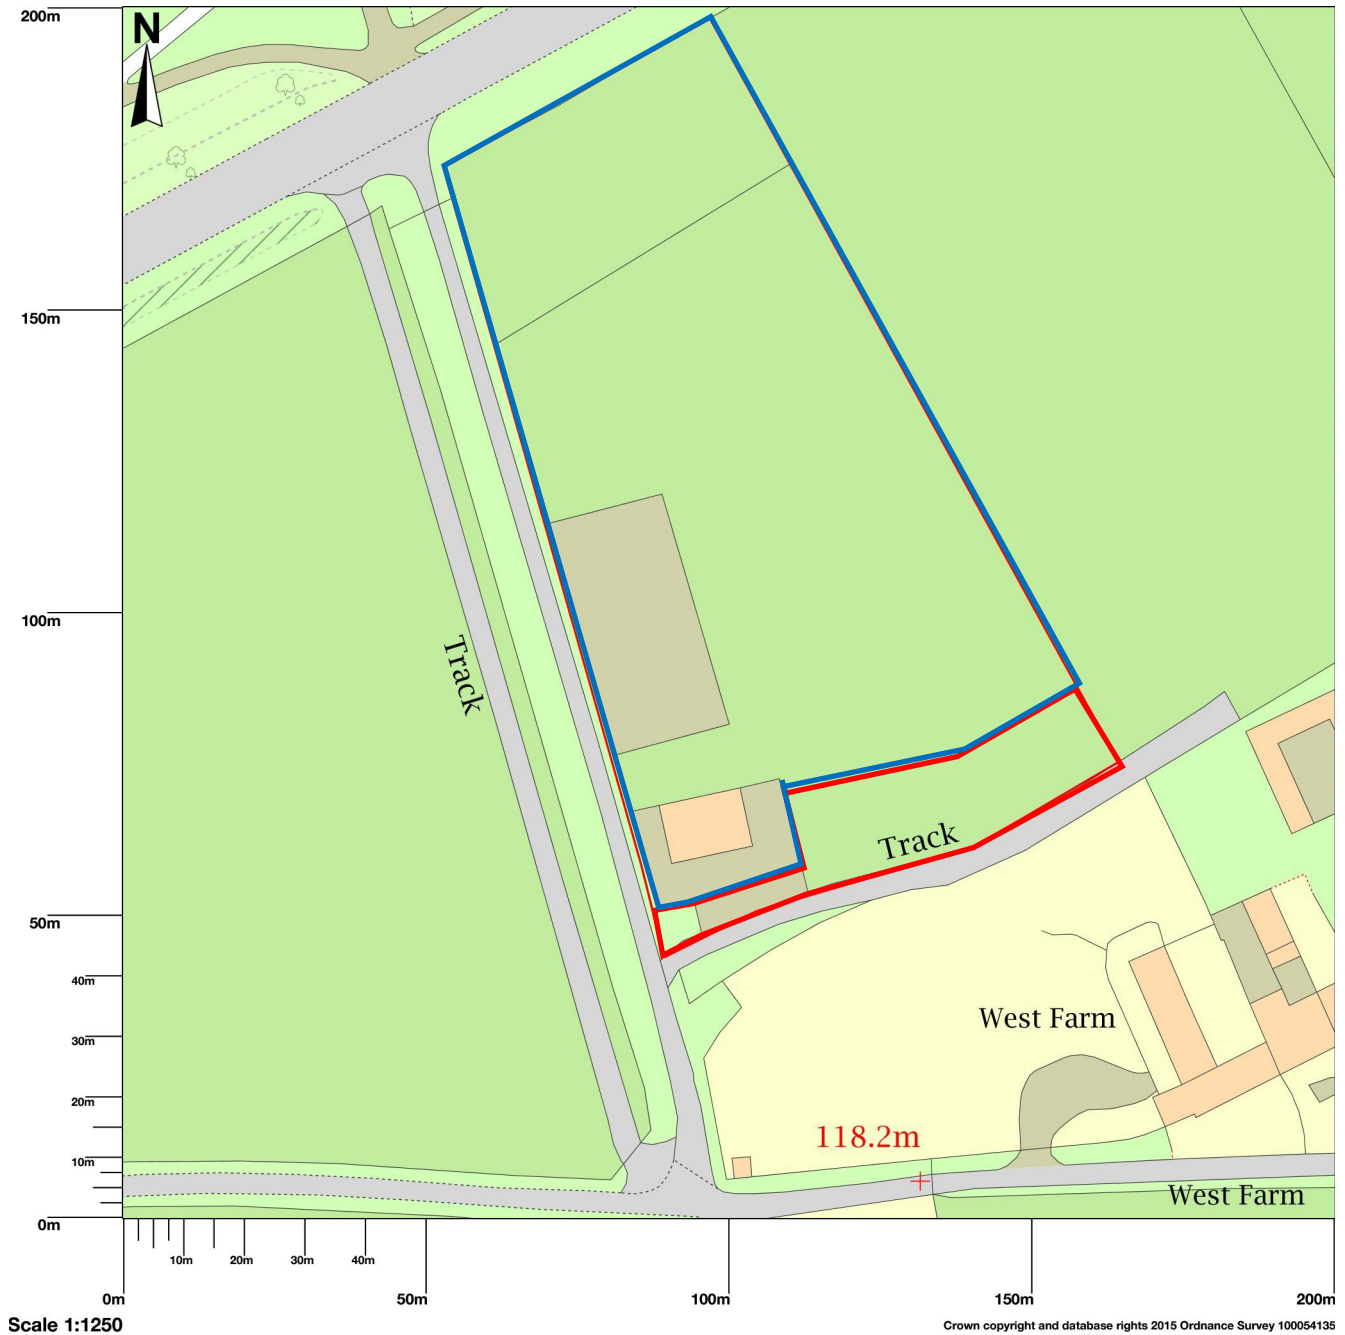 200m
N
150m
100m
Track
Track
50m
40m
West Farm
30m
20m
118.2m
10m
West Farm
0m
10m 20m 30m 40m
0m 50m 100m 150m 200m
Scale 1:1250
Crown copyright and database rights 2015 Ordnance Survey 100054135